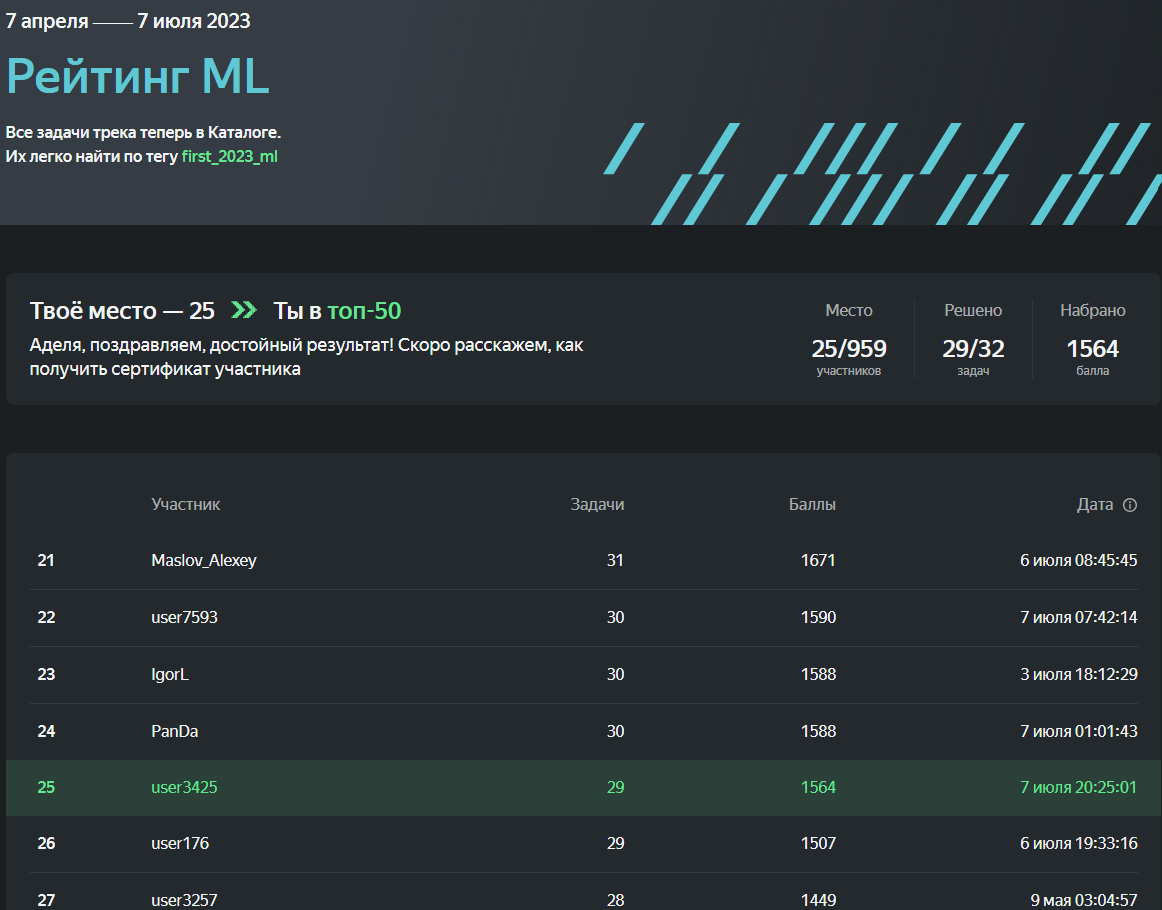 7 апреля —— 7 июля 2023
Рейтинг ML
Все задачи трека теперь в Каталоге.
Их легко найти по тегу first_2023_ml
Твоё место — 25 Ты в топ-50
Аделя, поздравляем, достойный результат! Скоро расскажем, как
получить сертификат участника
Место Решено Набрано
25/959 29/32 1564
участников задач балла
Участник Задачи Баллы Дата
21 Maslov_Alexey 31 1671 6 июля 08:45:45
22 user7593 30 1590 7 июля 07:42:14
23 IgorL 30 1588 3 июля 18:12:29
24 PanDa 30 1588 7 июля 01:01:43
25 user3425 29 1564 7 июля 20:25:01
26 user176 29 1507 6 июля 19:33:16
27 user3257 28 1449 9 мая 03:04:57